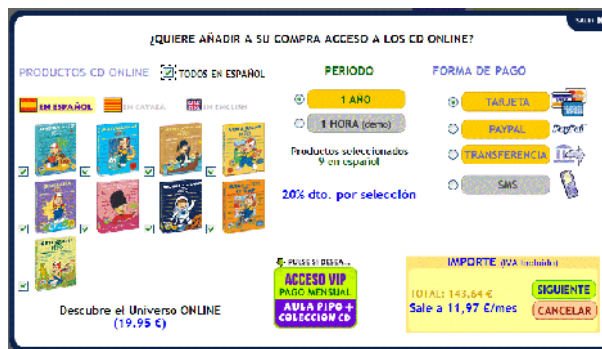 SALIR
¿QUIERE AÑADIR A SU COMPRA ACCESO A LOS CD ONLINE?
PRODUCTOS CD ONLINE
TODOS EN ESPAÑOL
EN ESPAÑOL
EN CATALÀ
EN ENGLISH
PERIODO
1 AÑO
1 HORA (demo)
Productos seleccionados
9 en español
20% dto. por selección
FORMA DE PAGO
TARJETA
PAYPAL
PayPal
TRANSFERENCIA
SMS
Descubre el Universo ONLINE
(19.95 €)
PULSE SI DESEA...
ACCESO VIP
PAGO MENSUAL
AULA PIPO +
COLECCIÓN CD
IMPORTE (IVA Incluido)
TOTAL: 143,64 €
Sale a 11,97 €/mes
SIGUIENTE
CANCELAR